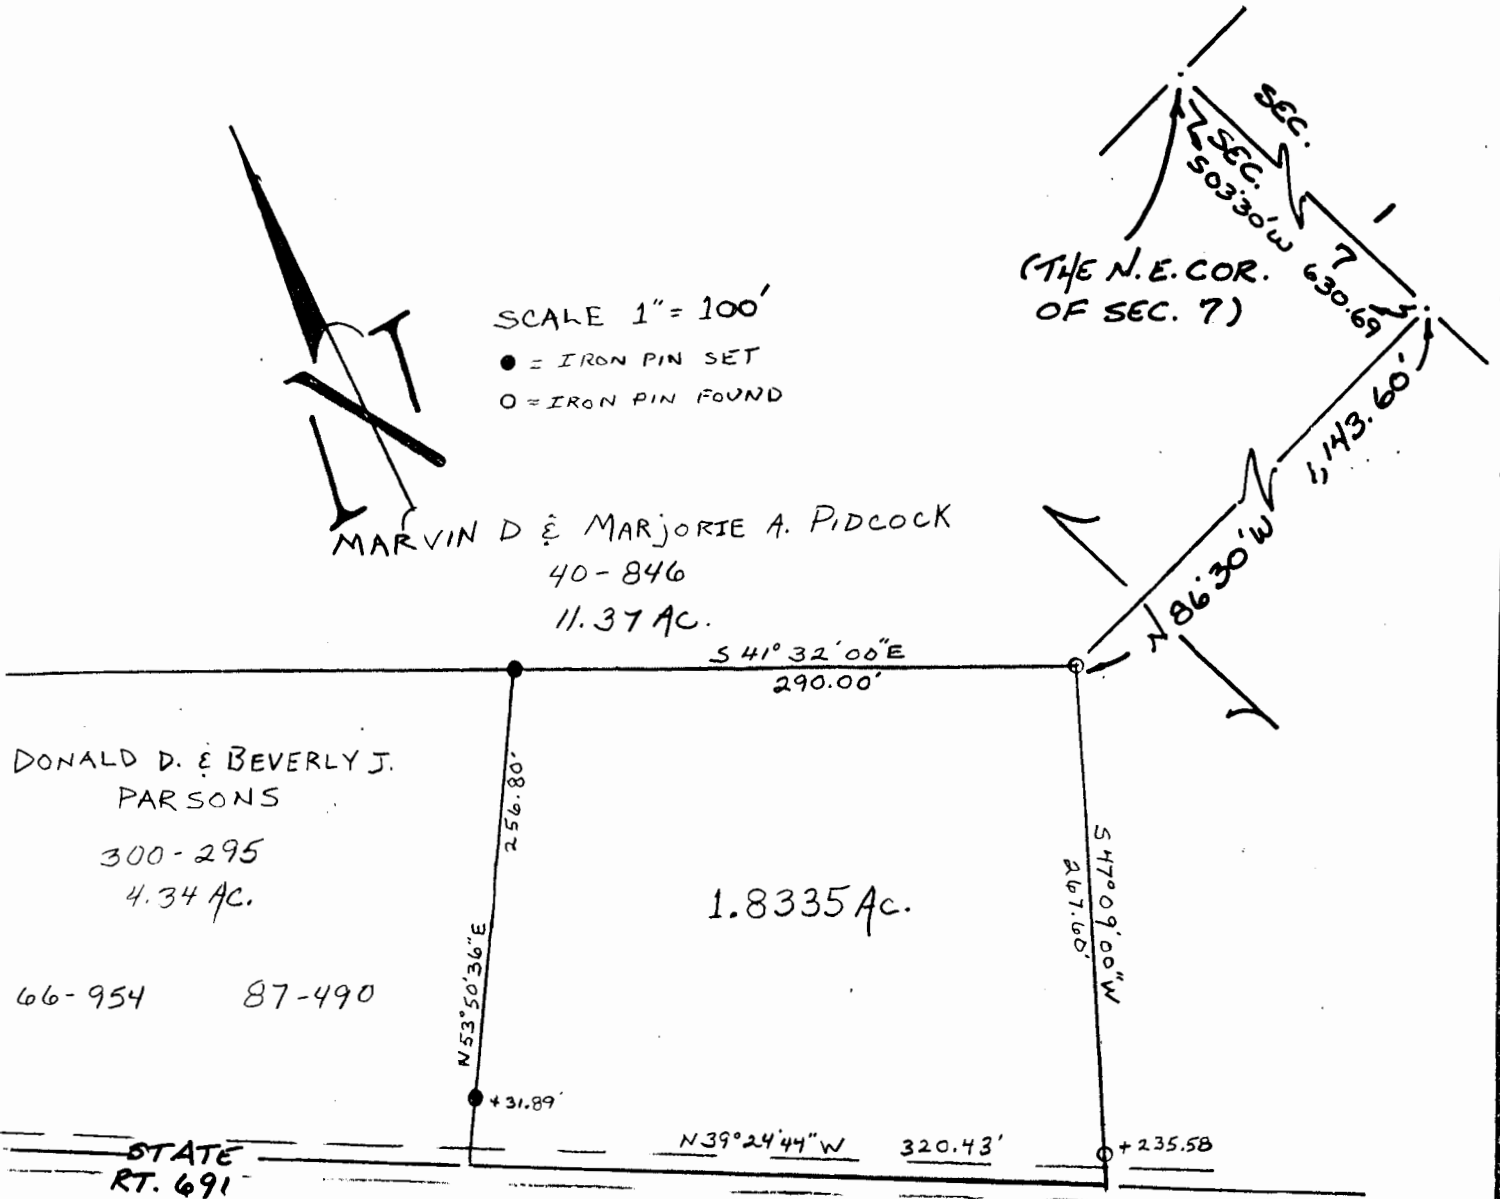 SEC.
SEC.
S03°30'W
7
630.69
1
(THE N.E. COR.
OF SEC. 7)
SCALE 1" = 100'
● = IRON PIN SET
O = IRON PIN FOUND
N
1,143.60'
N 86°30'W
MARVIN D & MARJORIE A. PIDCOCK
40-846
11.37 AC.
S 41° 32' 00" E
290.00'
DONALD D. & BEVERLY J.
PARSONS
300-295
4.34 AC.
66-954 87-490
256.80'
N53°50'36"E
1.8335 Ac.
S 47°09'00"W
267.60'
+31.89'
N39°24'44"W 320.43'
+235.58
STATE
RT. 691